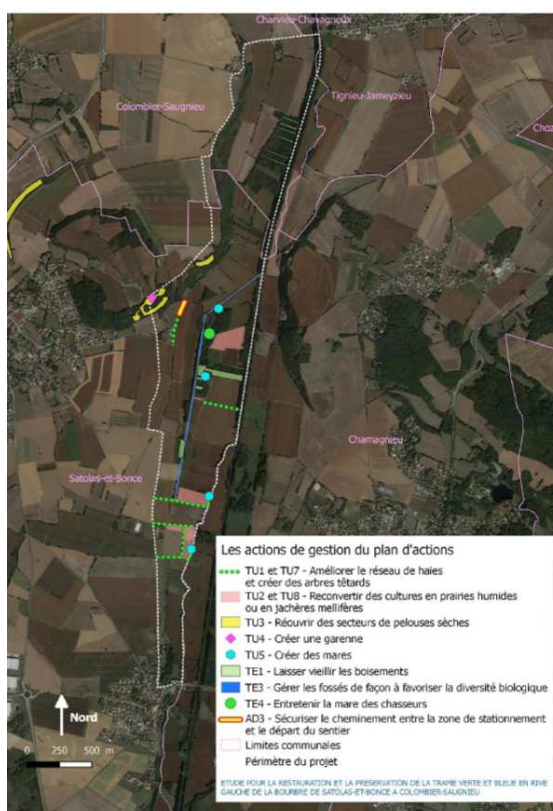 Charvieu-Chavagneux
Colombier-Saugnieu
Tignieu-Jameyzieu
Choz
Chamagnieu
Satolas-et-Bonce
Les actions de gestion du plan d'actions
TU1 et TU7 - Améliorer le réseau de haies
et créer des arbres têtards
TU2 et TU8 - Reconvertir des cultures en prairies humides
ou en jachères mellifères
TU3 - Réouvrir des secteurs de pelouses sèches
TU4 - Créer une garenne
TU5 - Créer des mares
TE1 - Laisser vieillir les boisements
TE3 - Gérer les fossés de façon à favoriser la diversité biologique
TE4 - Entretenir la mare des chasseurs
AD3 - Sécuriser le cheminement entre la zone de stationnement
et le départ du sentier
Limites communales
Périmètre du projet
ETUDE POUR LA RESTAURATION ET LA PRESERVATION DE LA TRAME VERTE ET BLEUE EN RIVE
GAUCHE DE LA BOURBE DE SATOLAS-ET-BONCE A COLOMBIER-SAUGNIEU
Nord
0 250 500 m